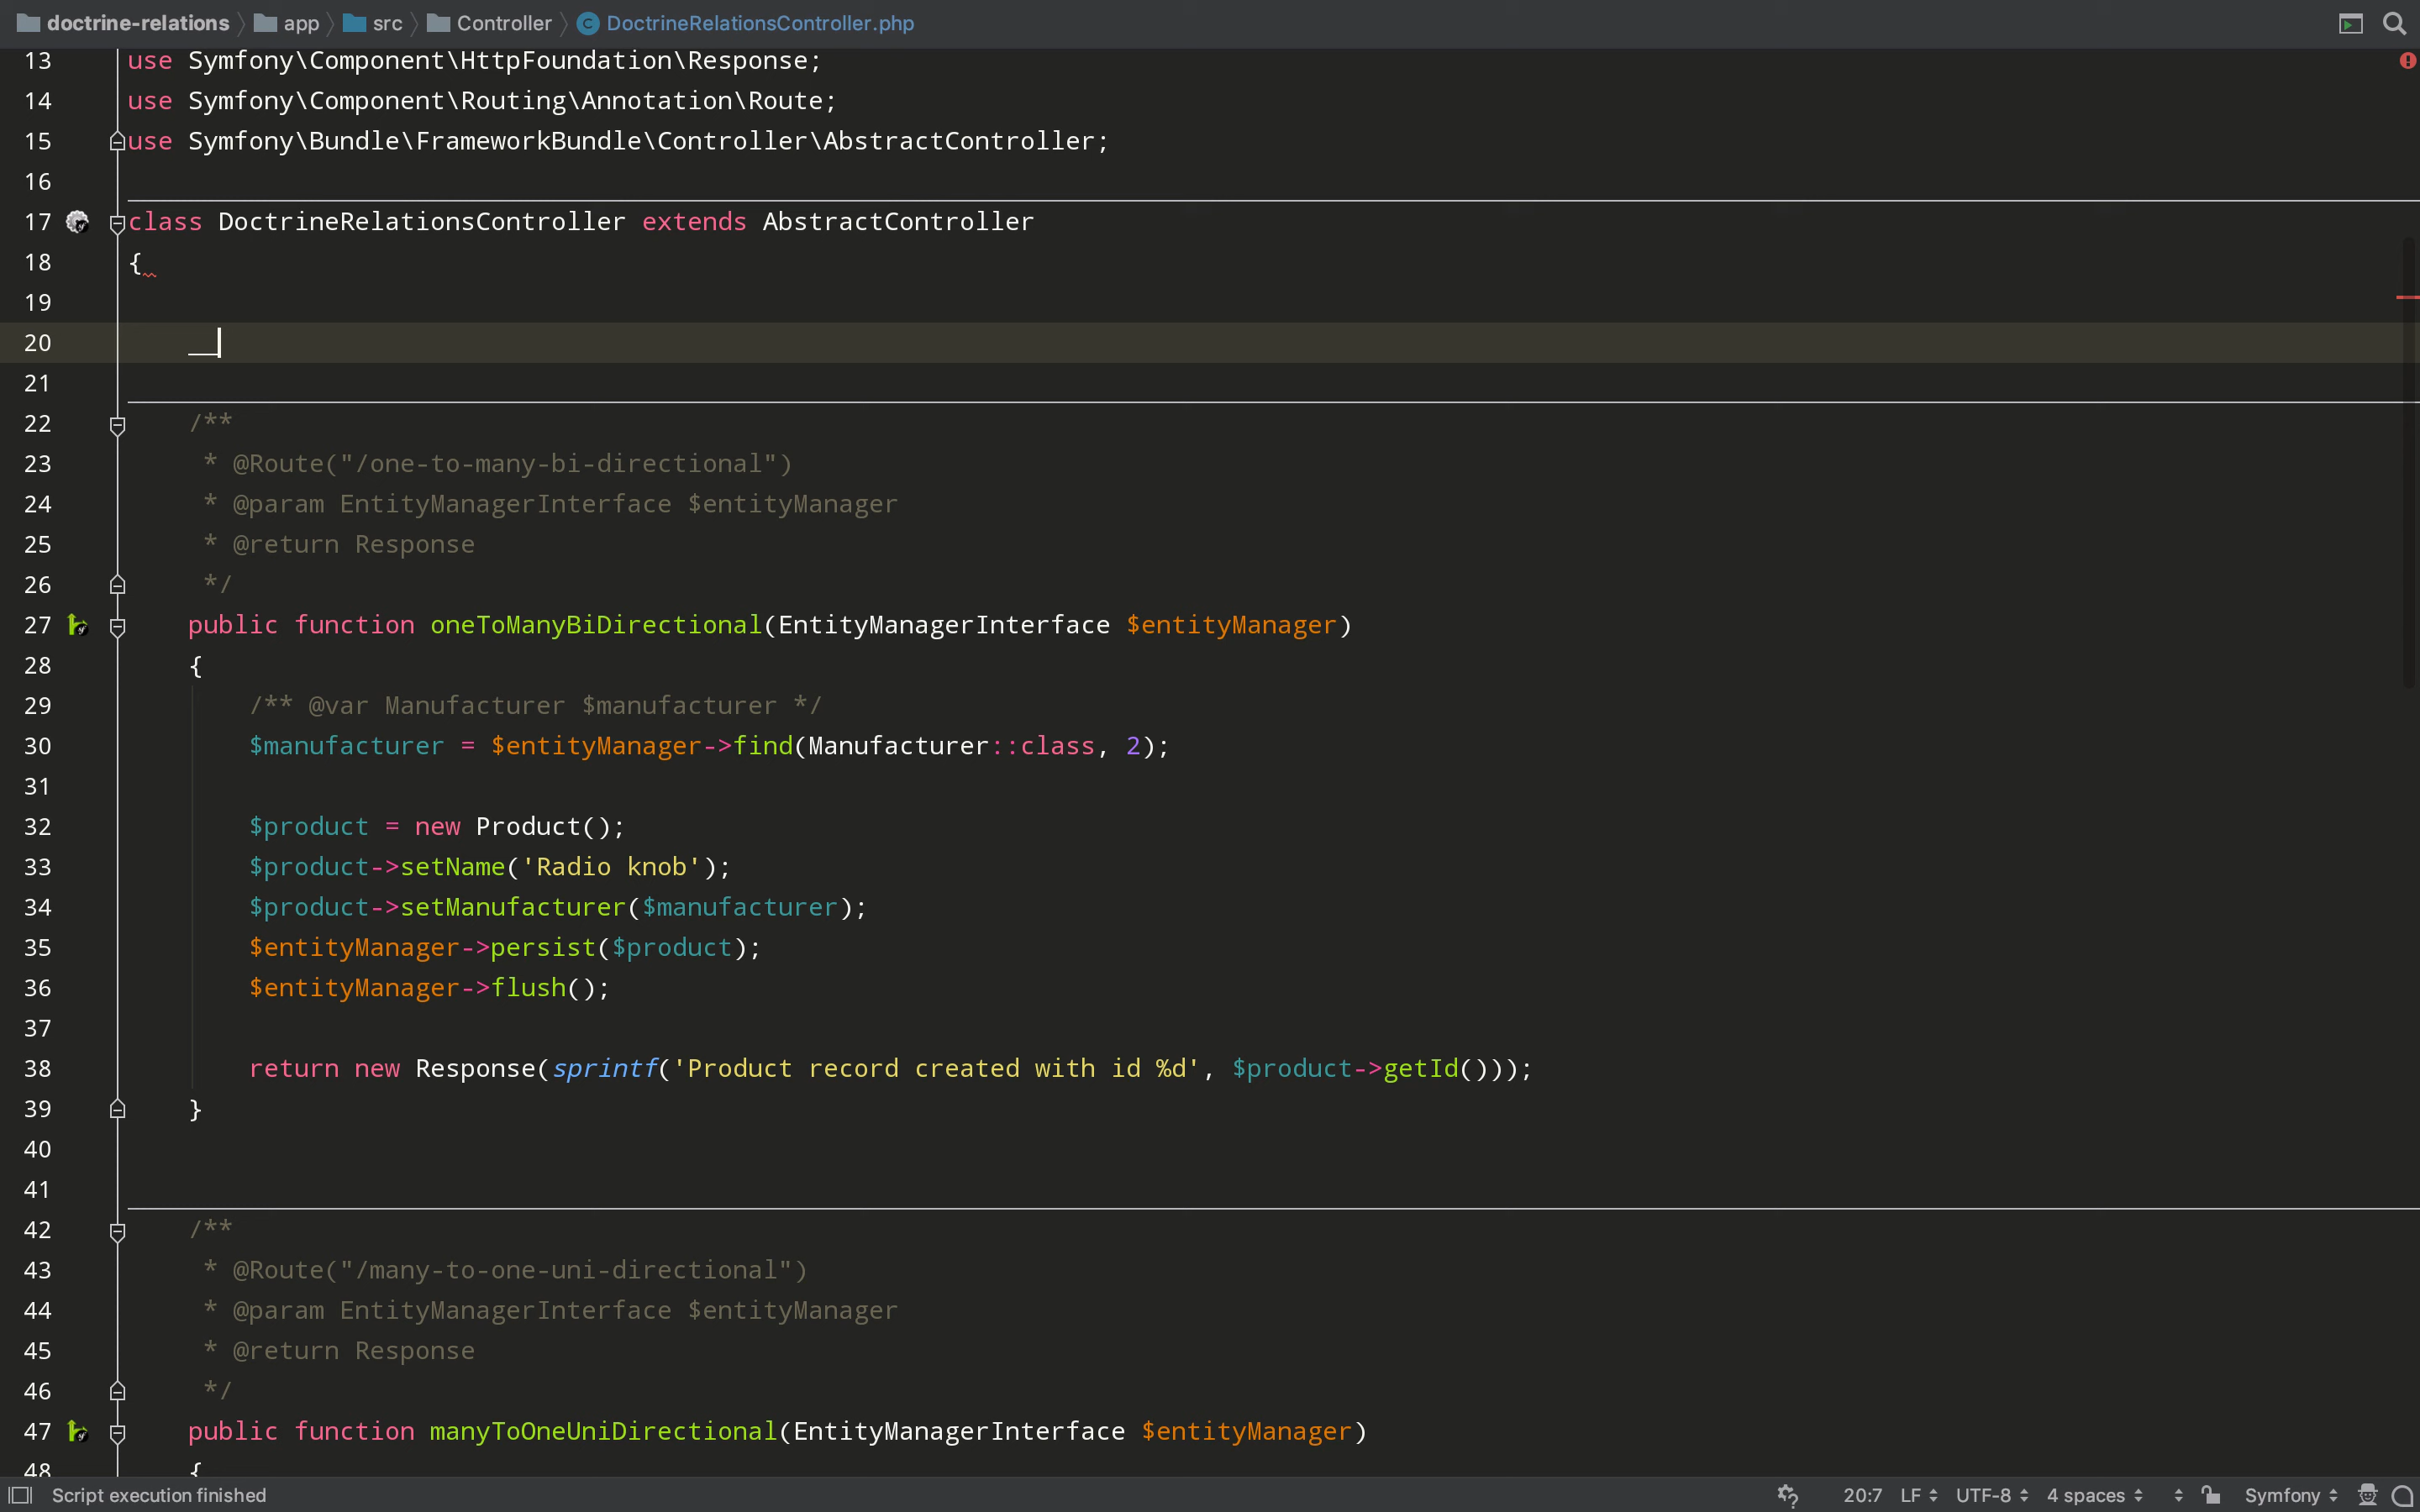 doctrine-relations app src Controller DoctrineRelationsController.php
13 use Symfony\Component\HttpFoundation\Response;
14 use Symfony\Component\Routing\Annotation\Route;
15 use Symfony\Bundle\FrameworkBundle\Controller\AbstractController;
16
17 class DoctrineRelationsController extends AbstractController
18 {
19
20 __
21
22 /**
23 * @Route("/one-to-many-bi-directional")
24 * @param EntityManagerInterface $entityManager
25 * @return Response
26 */
27 public function oneToManyBiDirectional(EntityManagerInterface $entityManager)
28 {
29 /** @var Manufacturer $manufacturer */
30 $manufacturer = $entityManager->find(Manufacturer::class, 2);
31
32 $product = new Product();
33 $product->setName('Radio knob');
34 $product->setManufacturer($manufacturer);
35 $entityManager->persist($product);
36 $entityManager->flush();
37
38 return new Response(sprintf('Product record created with id %d', $product->getId()));
39 }
40
41
42 /**
43 * @Route("/many-to-one-uni-directional")
44 * @param EntityManagerInterface $entityManager
45 * @return Response
46 */
47 public function manyToOneUniDirectional(EntityManagerInterface $entityManager)
48 {
Script execution finished 20:7 LF UTF-8 4 spaces Symfony